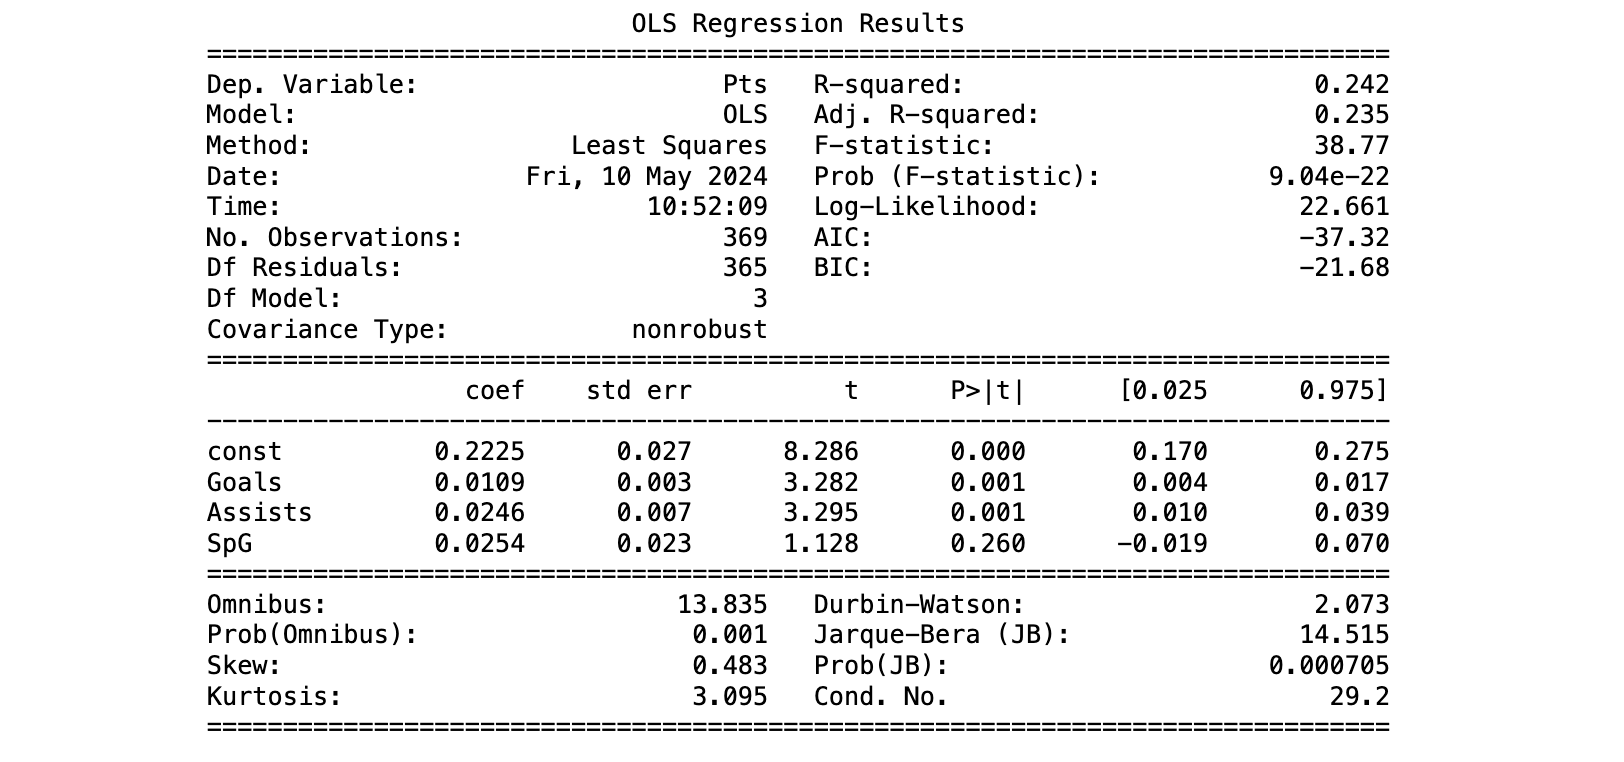 OLS Regression Results
==============================================================================
Dep. Variable:                    Pts   R-squared:                       0.242
Model:                            OLS   Adj. R-squared:                  0.235
Method:                 Least Squares   F-statistic:                     38.77
Date:                Fri, 10 May 2024   Prob (F-statistic):           9.04e-22
Time:                        10:52:09   Log-Likelihood:                 22.661
No. Observations:                 369   AIC:                            -37.32
Df Residuals:                     365   BIC:                            -21.68
Df Model:                           3
Covariance Type:            nonrobust
==============================================================================
                 coef    std err          t      P>|t|      [0.025      0.975]
------------------------------------------------------------------------------
const          0.2225      0.027      8.286      0.000       0.170       0.275
Goals          0.0109      0.003      3.282      0.001       0.004       0.017
Assists        0.0246      0.007      3.295      0.001       0.010       0.039
SpG            0.0254      0.023      1.128      0.260      -0.019       0.070
==============================================================================
Omnibus:                       13.835   Durbin-Watson:                   2.073
Prob(Omnibus):                  0.001   Jarque-Bera (JB):               14.515
Skew:                           0.483   Prob(JB):                     0.000705
Kurtosis:                       3.095   Cond. No.                         29.2
==============================================================================